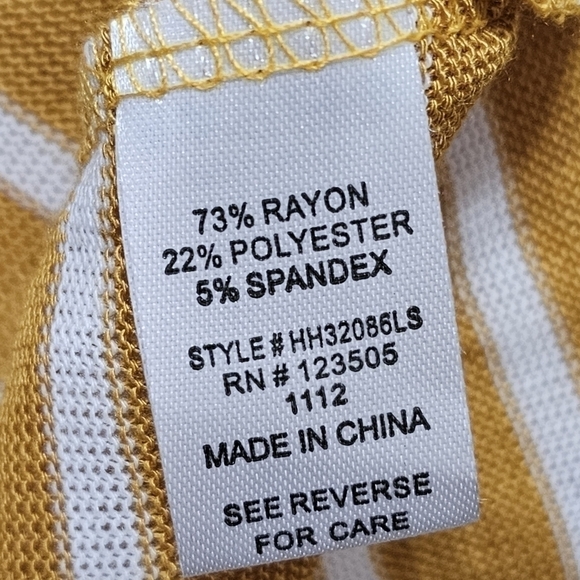 73% RAYON
22% POLYESTER
5% SPANDEX
STYLE # HH32086LS
RN # 123505
1112
MADE IN CHINA
SEE REVERSE
FOR CARE